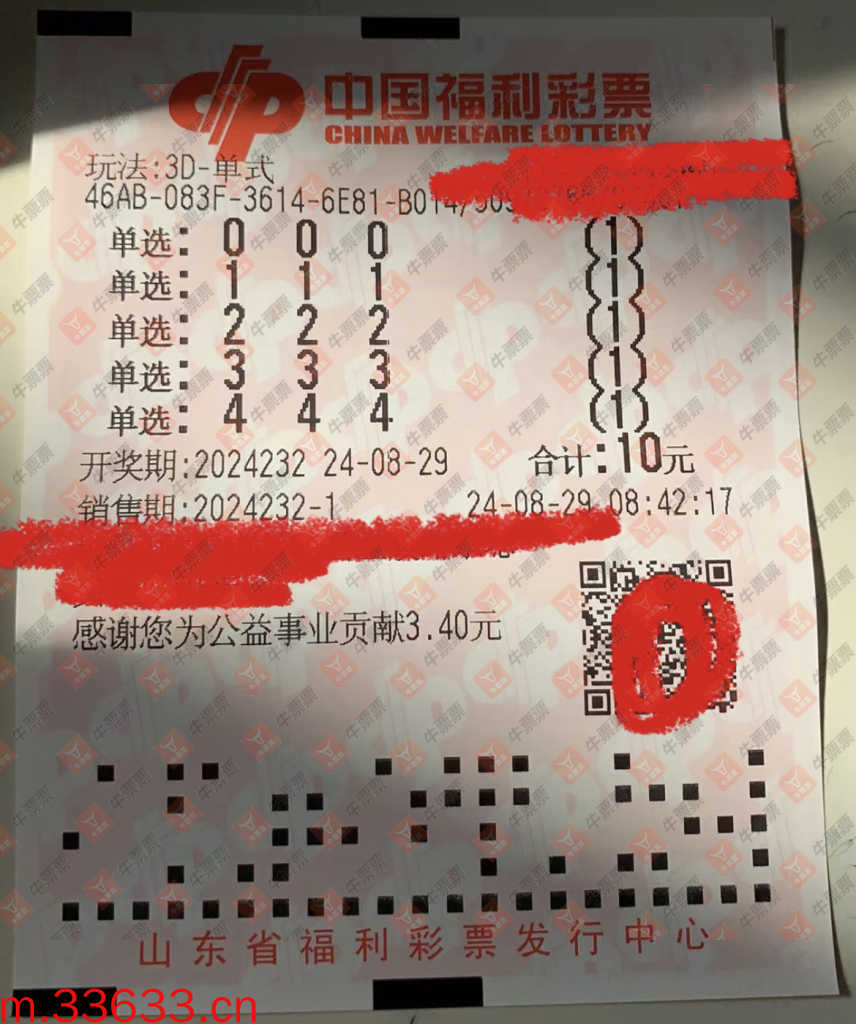 中国福利彩票
CHINA WELFARE LOTTERY
玩法:3D-单式
46AB-083F-3614-6E81-B014/
单选: 0 0 0 (1)
单选: 1 1 1 (1)
单选: 2 2 2 (1)
单选: 3 3 3 (1)
单选: 4 4 4 (1)
开奖期:2024232 24-08-29 合计:10元
销售期:2024232-1 24-08-29 08:42:17
感谢您为公益事业贡献3.40元
山东省福利彩票发行中心
m.33633.cn
牛票票